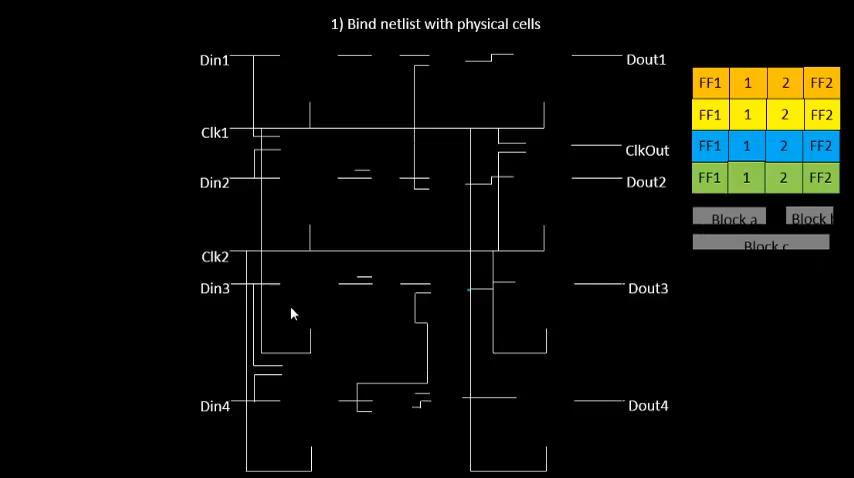 1) Bind netlist with physical cells
Din1
Dout1
Clk1
ClkOut
Din2
Dout2
Clk2
Din3
Dout3
Din4
Dout4
FF1 1 2 FF2
FF1 1 2 FF2
FF1 1 2 FF2
FF1 1 2 FF2
Block a
Block
Block c